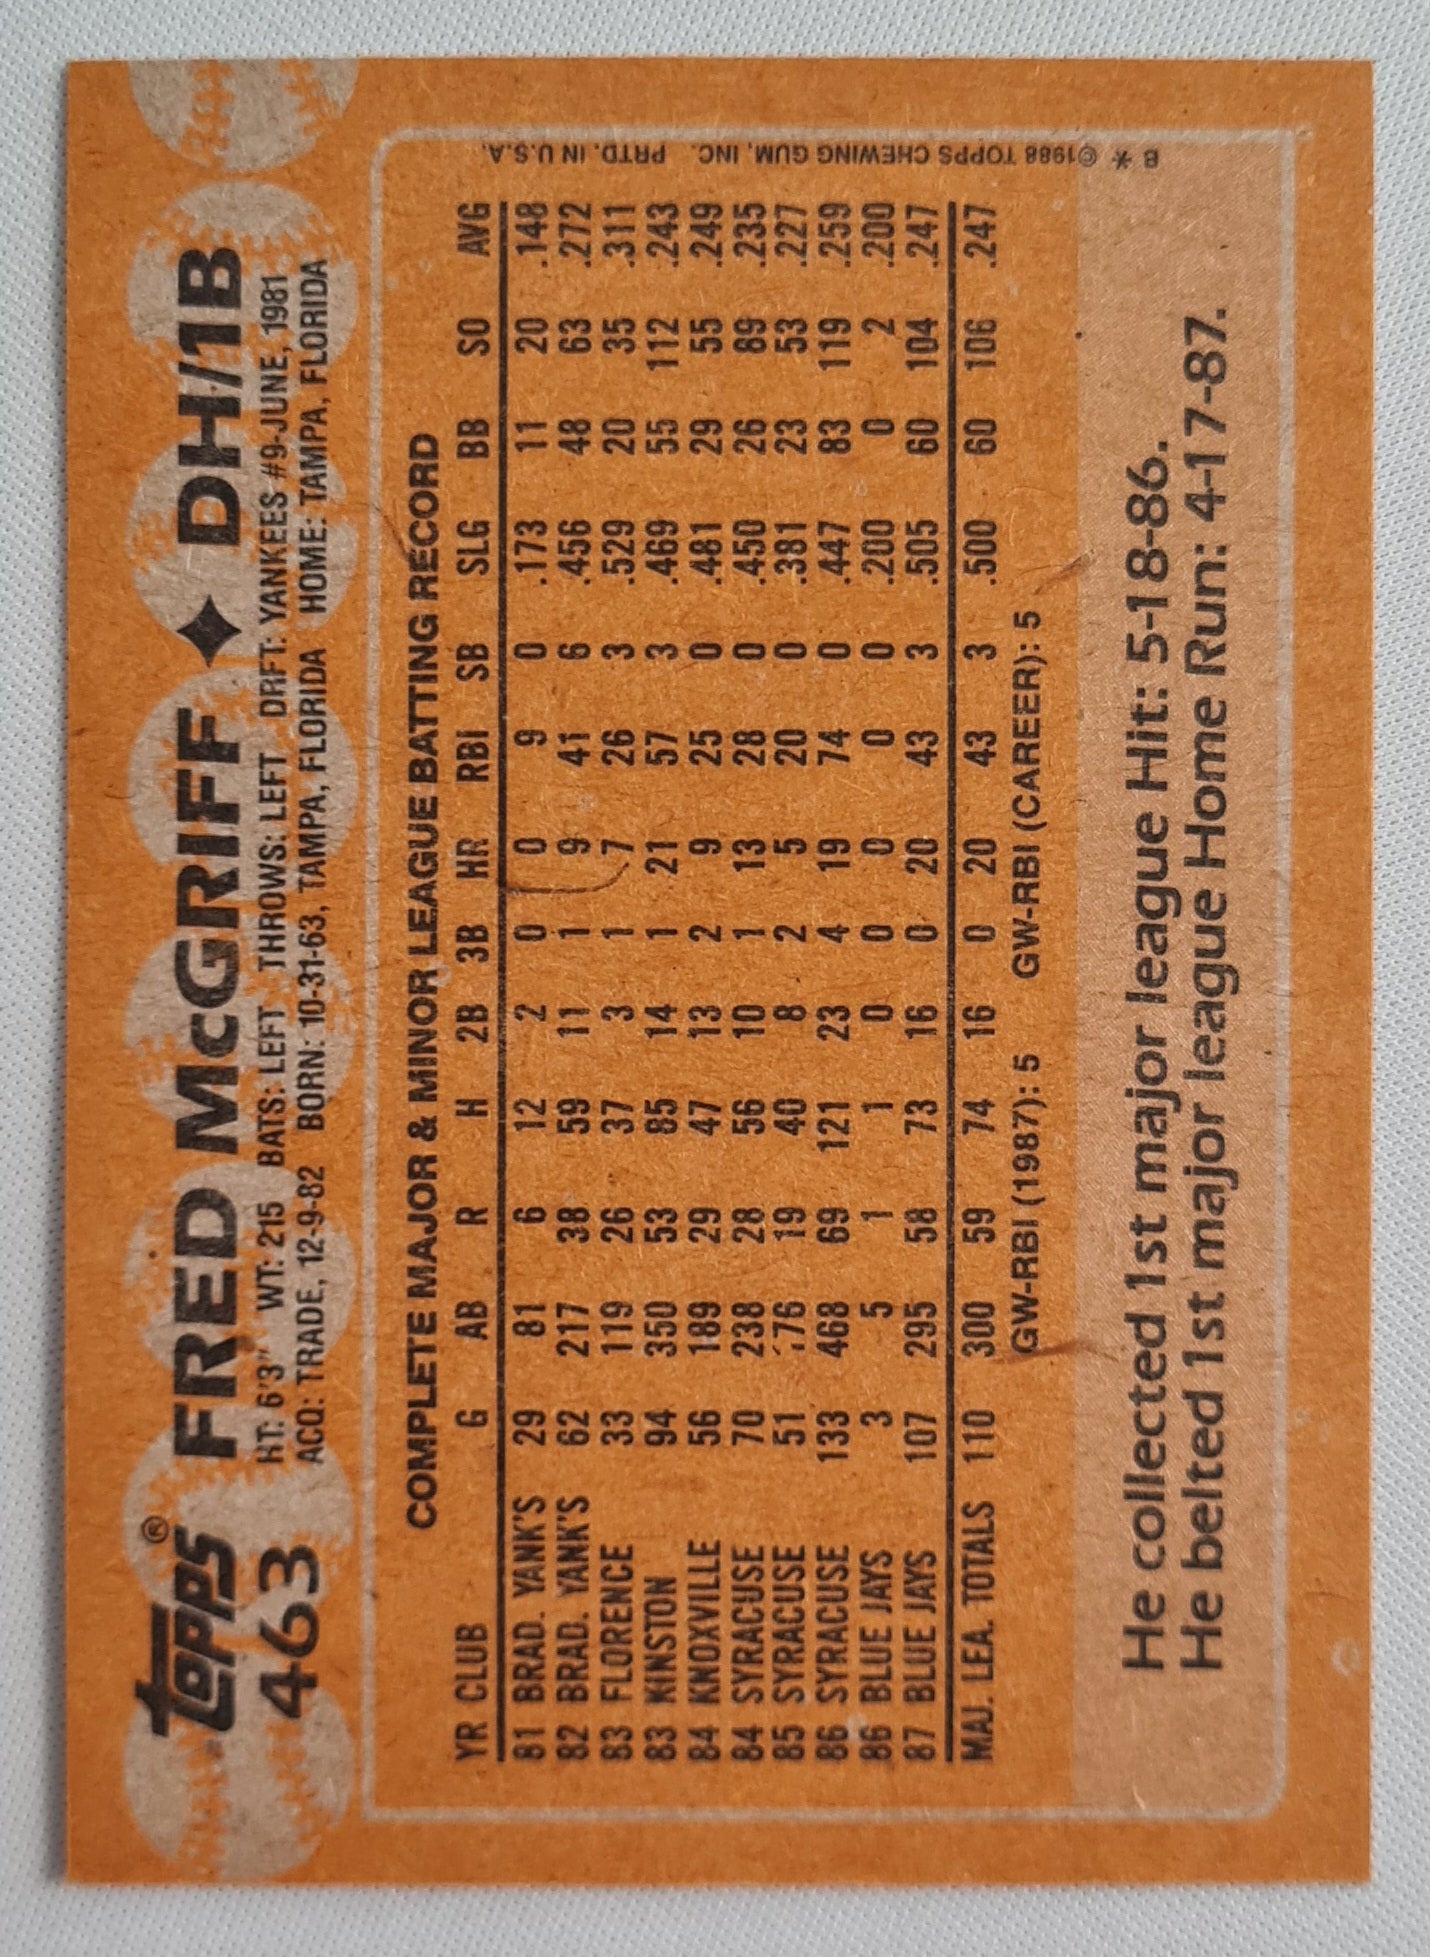 Topps® FRED McGRIFF ♦ DH/1B
463 HT: 6'3" WT: 215 BATS: LEFT THROWS: LEFT DRFT: YANKEES #9-JUNE, 1981
ACQ: TRADE, 12-9-82 BORN: 10-31-63, TAMPA, FLORIDA HOME: TAMPA, FLORIDA
COMPLETE MAJOR & MINOR LEAGUE BATTING RECORD
YR CLUB G AB R H 2B 3B HR RBI SB SLG BB SO AVG
81 BRAD. YANK'S 29 81 6 12 2 0 0 9 0 .173 11 20 .148
82 BRAD. YANK'S 62 217 38 59 11 1 9 41 6 .456 48 63 .272
83 FLORENCE 33 119 26 37 3 1 7 26 3 .529 20 35 .311
83 KINSTON 94 350 53 85 14 1 21 57 3 .469 55 112 .243
84 KNOXVILLE 56 189 29 47 13 2 9 25 0 .481 29 55 .249
84 SYRACUSE 70 238 28 56 10 1 13 28 0 .450 26 89 .235
85 SYRACUSE 51 176 19 40 8 2 5 20 0 .381 23 53 .227
86 SYRACUSE 133 468 69 121 23 4 19 74 0 .447 83 119 .259
86 BLUE JAYS 3 5 1 1 0 0 0 0 0 .200 0 2 .200
87 BLUE JAYS 107 295 58 73 16 0 20 43 3 .505 60 104 .247
MAJ. LEA. TOTALS 110 300 59 74 16 0 20 43 3 .500 60 106 .247
GW-RBI (1987): 5 GW-RBI (CAREER): 5
He collected 1st major league Hit: 5-18-86.
He belted 1st major league Home Run: 4-17-87.
B * ©1988 TOPPS CHEWING GUM, INC. PRTD. IN U.S.A.